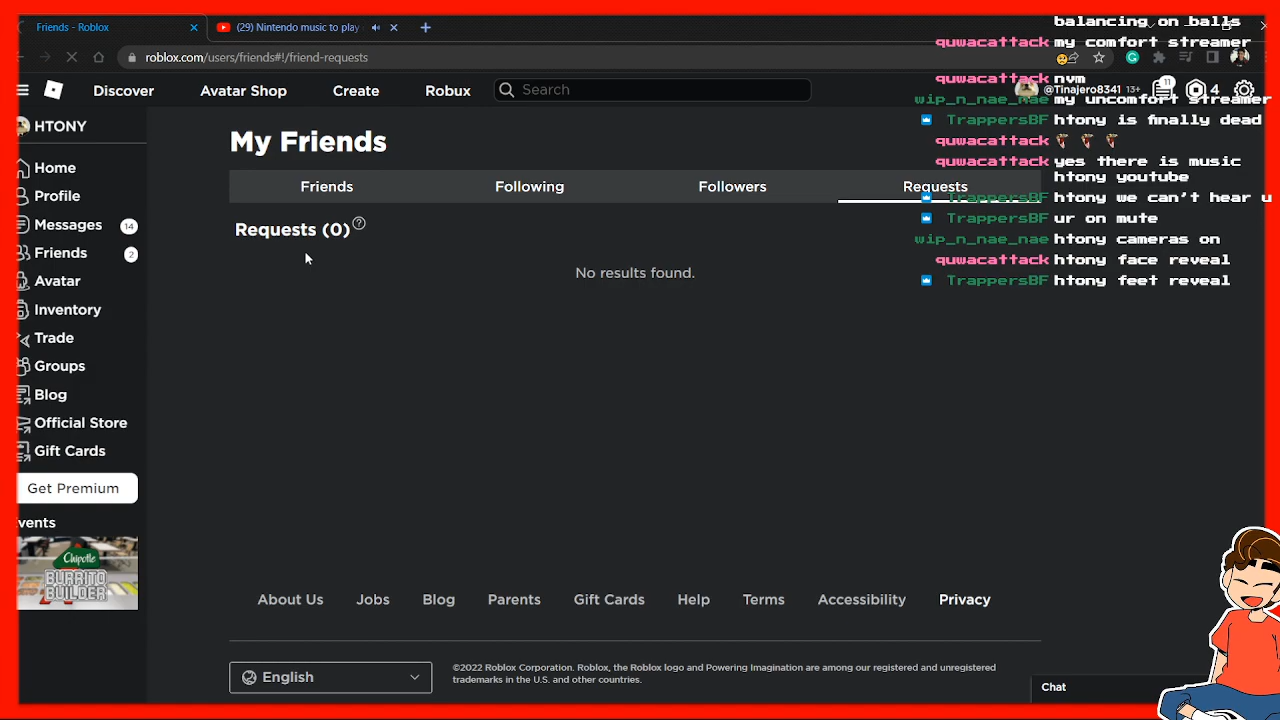 Friends - Roblox
(29) Nintendo music to play
balancing on balls
quwacattack my comfort streamer
roblox.com/users/friends#!/friend-requests
quwacattack nvm
Discover
Avatar Shop
Create
Robux
Search
@Tinajero8341 13+
11
4
wip_n_nae_nae my uncomfort streamer
TrappersBF htony is finally dead
HTONY
My Friends
quwacattack
quwacattack yes there is music
Home
Friends
Following
Followers
Requests
htony youtube
Profile
TrappersBF htony we can't hear u
Messages
14
Requests (0)
?
TrappersBF ur on mute
wip_n_nae_nae htony cameras on
Friends
2
quwacattack htony face reveal
No results found.
TrappersBF htony feet reveal
Avatar
Inventory
Trade
Groups
Blog
Official Store
Gift Cards
Get Premium
vents
Chipotle
BURRITO
BUILDER
About Us
Jobs
Blog
Parents
Gift Cards
Help
Terms
Accessibility
Privacy
English
©2022 Roblox Corporation. Roblox, the Roblox logo and Powering Imagination are among our registered and unregistered
trademarks in the U.S. and other countries.
Chat